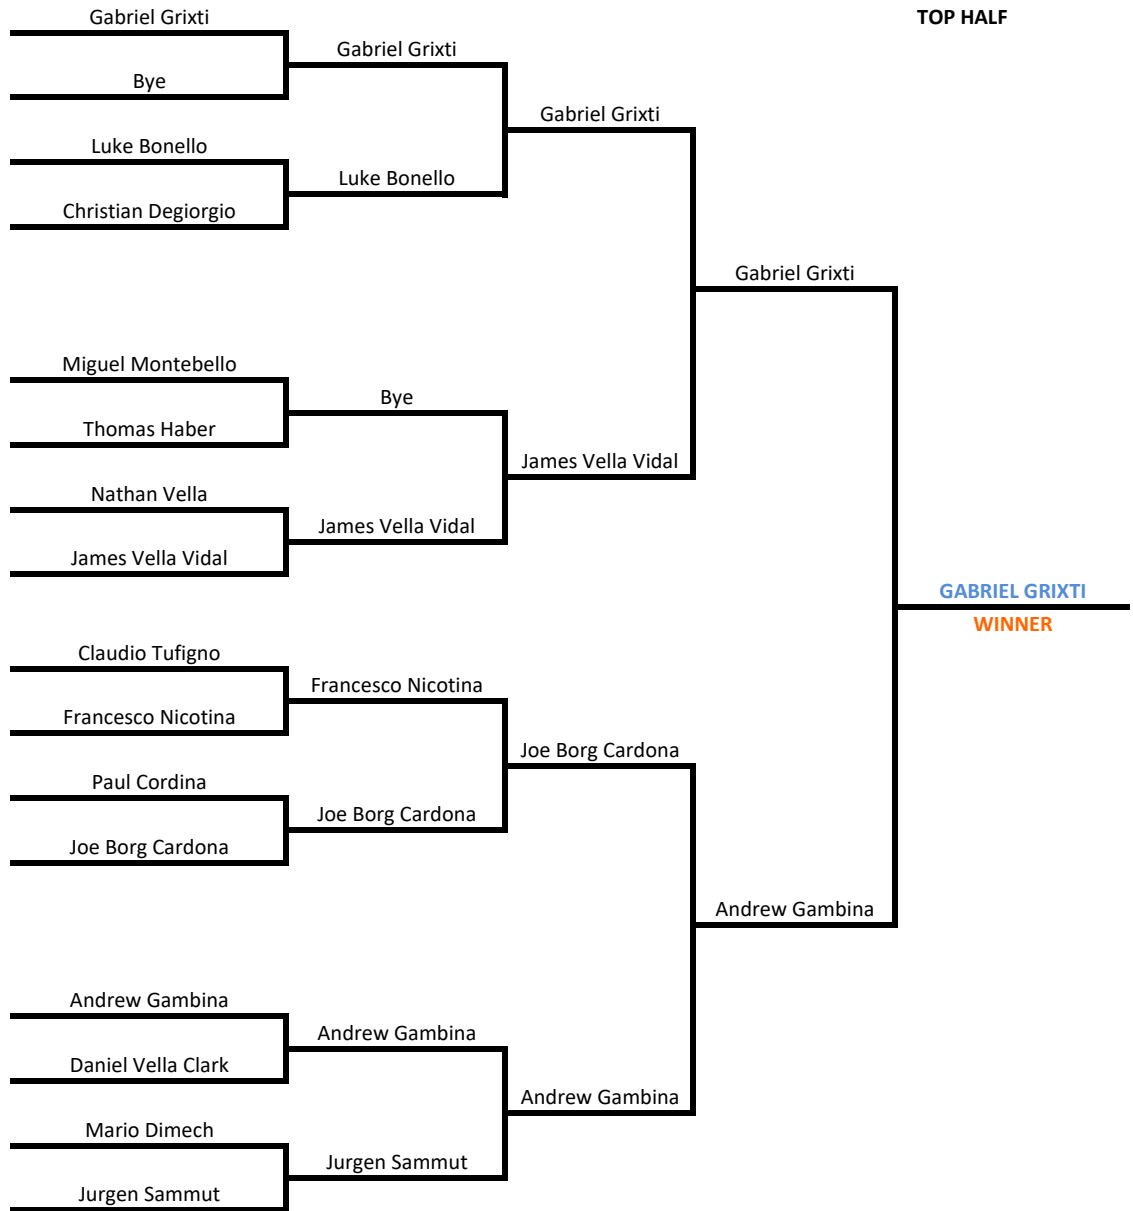 TOP HALF
Gabriel Grixti
Bye
Luke Bonello
Christian Degiorgio
Miguel Montebello
Thomas Haber
Nathan Vella
James Vella Vidal
Claudio Tufigno
Francesco Nicotina
Paul Cordina
Joe Borg Cardona
Andrew Gambina
Daniel Vella Clark
Mario Dimech
Jurgen Sammut
Gabriel Grixti
Luke Bonello
Bye
James Vella Vidal
Francesco Nicotina
Joe Borg Cardona
Andrew Gambina
Jurgen Sammut
Gabriel Grixti
James Vella Vidal
Joe Borg Cardona
Andrew Gambina
Gabriel Grixti
Andrew Gambina
GABRIEL GRIXTI
WINNER